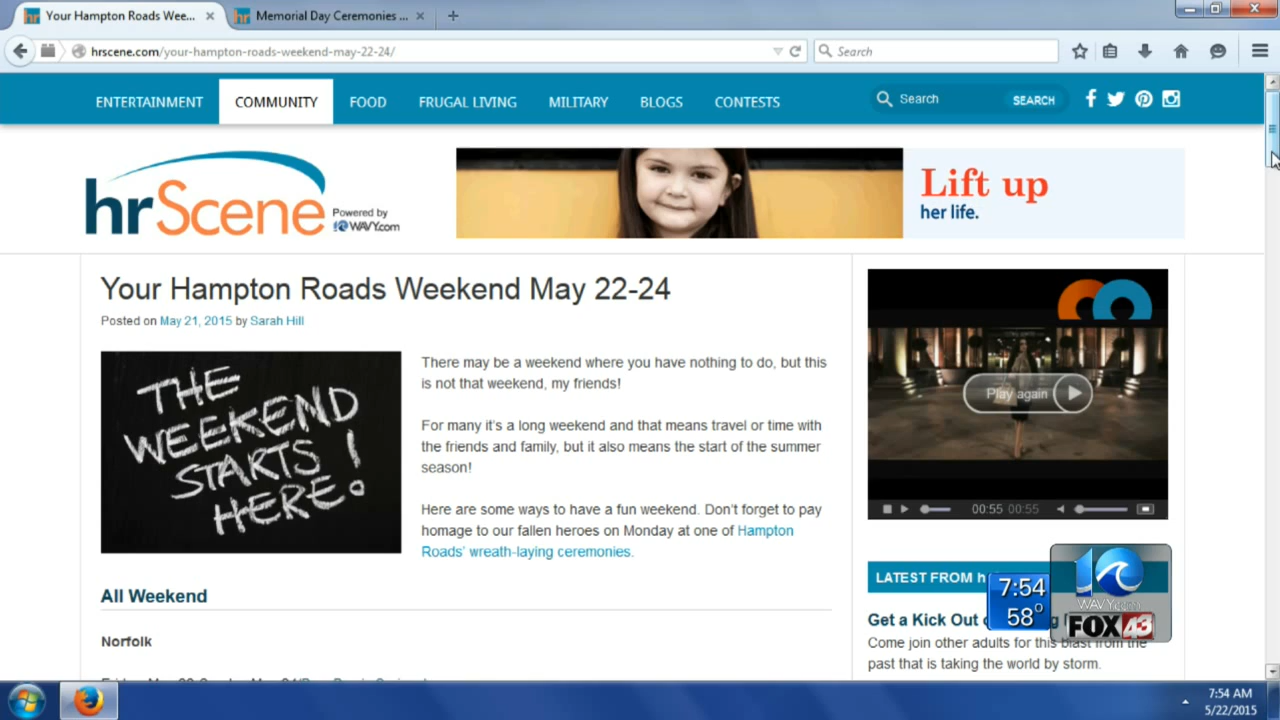 Your Hampton Roads Wee...
Memorial Day Ceremonies ...
hrscene.com/your-hampton-roads-weekend-may-22-24/
Search
ENTERTAINMENT
COMMUNITY
FOOD
FRUGAL LIVING
MILITARY
BLOGS
CONTESTS
Search
SEARCH
hrScene
Powered by
10 WAVY.com
Lift up
her life.
Your Hampton Roads Weekend May 22-24
Posted on May 21, 2015 by Sarah Hill
THE
WEEKEND
STARTS
HERE!
There may be a weekend where you have nothing to do, but this
is not that weekend, my friends!
For many it's a long weekend and that means travel or time with
the friends and family, but it also means the start of the summer
season!
Here are some ways to have a fun weekend. Don't forget to pay
homage to our fallen heroes on Monday at one of Hampton
Roads' wreath-laying ceremonies.
All Weekend
Norfolk
Play again
00:55 00:55
LATEST FROM h
Get a Kick Out
Come join other adults for this blast from the
past that is taking the world by storm.
7:54
58°
10
WAVY.com
FOX 43
7:54 AM
5/22/2015